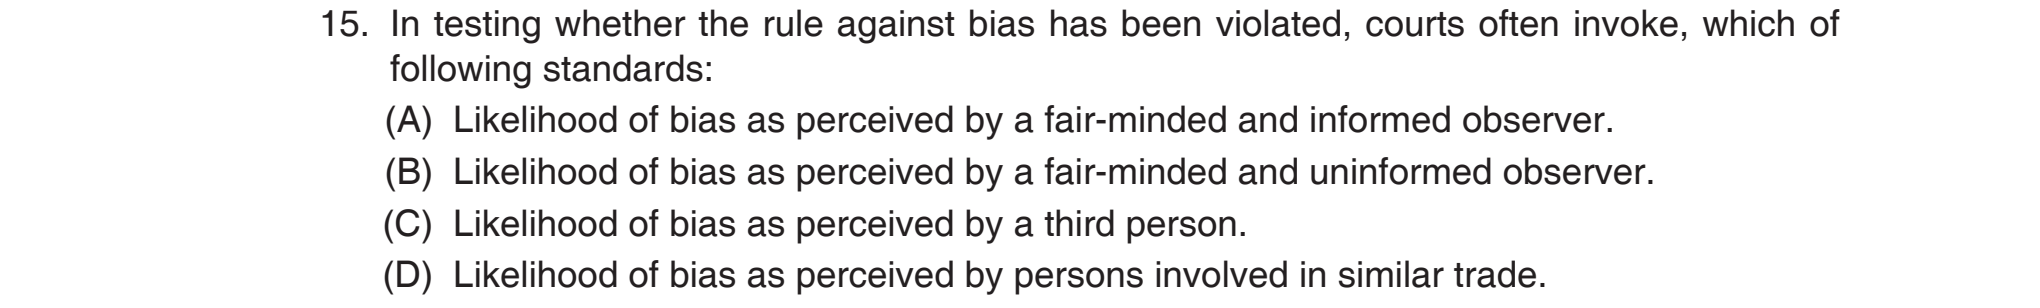 15. In testing whether the rule against bias has been violated, courts often invoke, which of
following standards:
(A) Likelihood of bias as perceived by a fair-minded and informed observer.
(B) Likelihood of bias as perceived by a fair-minded and uninformed observer.
(C) Likelihood of bias as perceived by a third person.
(D) Likelihood of bias as perceived by persons involved in similar trade.